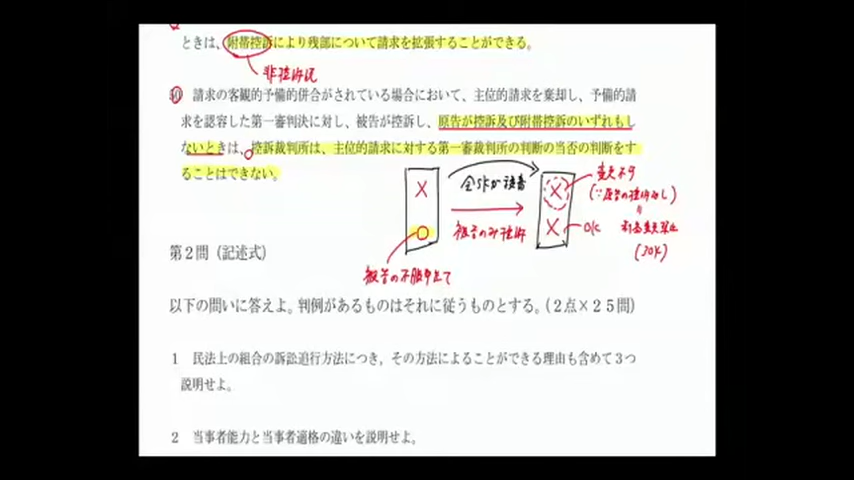 ときは、附帯控訴により残部について請求を拡張することができる。
非控訴説
50 請求の客観的予備的併合がされている場合において、主位的請求を棄却し、予備的請
求を認容した第一審判決に対し、被告が控訴し、原告が控訴及び附帯控訴のいずれもし
ないときは、控訴裁判所は、主位的請求に対する第一審裁判所の判断の当否の判断をす
ることはできない。
× 全部が移審 × 変更不可
(∵原告の控訴なし)
○ 被告のみ控訴 × OK
被告の不服申立て
第2問（記述式）
以下の問いに答えよ。判例があるものはそれに従うものとする。（２点×２５問）
1 民法上の組合の訴訟追行方法につき，その方法によることができる理由も含めて３つ
説明せよ。
2 当事者能力と当事者適格の違いを説明せよ。